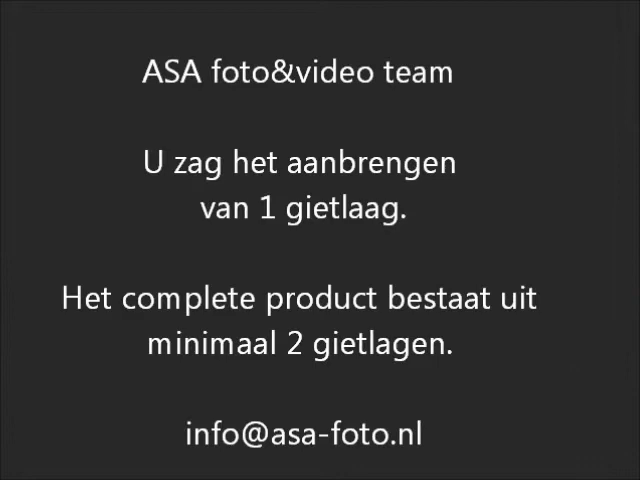 ASA foto&video team
U zag het aanbrengen
van 1 gietlaag.
Het complete product bestaat uit
minimaal 2 gietlagen.
info@asa-foto.nl